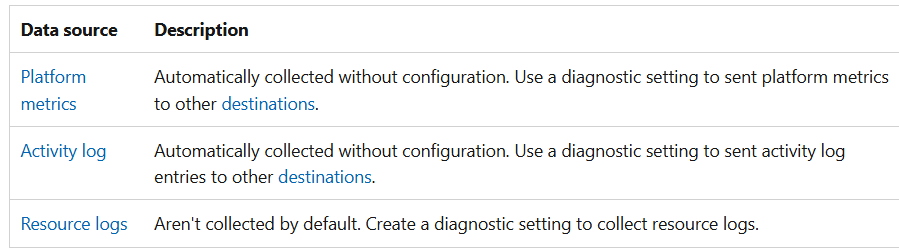 Data source Description
Platform metrics Automatically collected without configuration. Use a diagnostic setting to sent platform metrics
to other destinations.
Activity log Automatically collected without configuration. Use a diagnostic setting to sent activity log
entries to other destinations.
Resource logs Aren't collected by default. Create a diagnostic setting to collect resource logs.